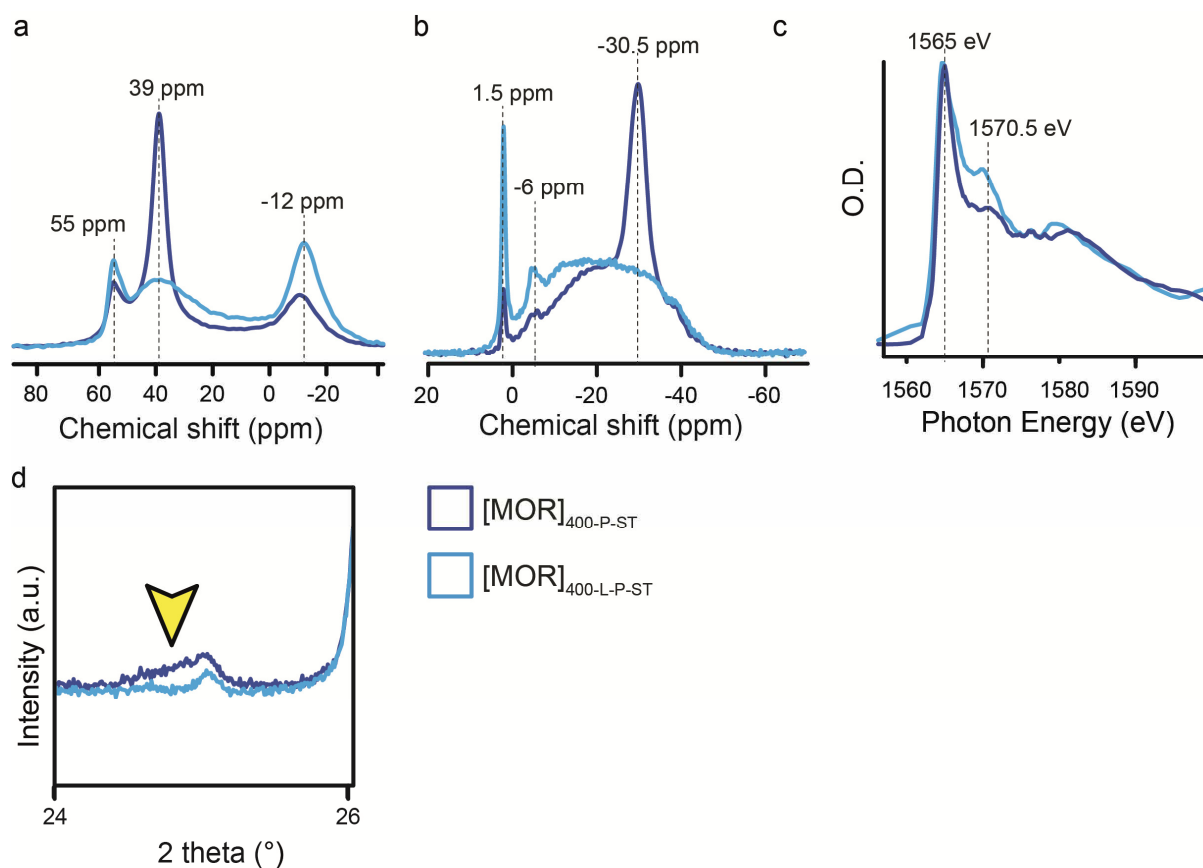 a
39 ppm
55 ppm
-12 ppm
80 60 40 20 0 -20
Chemical shift (ppm)
b
-30.5 ppm
1.5 ppm
-6 ppm
20 0 -20 -40 -60
Chemical shift (ppm)
c
1565 eV
1570.5 eV
O.D.
1560 1570 1580 1590
Photon Energy (eV)
d
Intensity (a.u.)
24 26
2 theta (°)
[MOR]400-P-ST
[MOR]400-L-P-ST